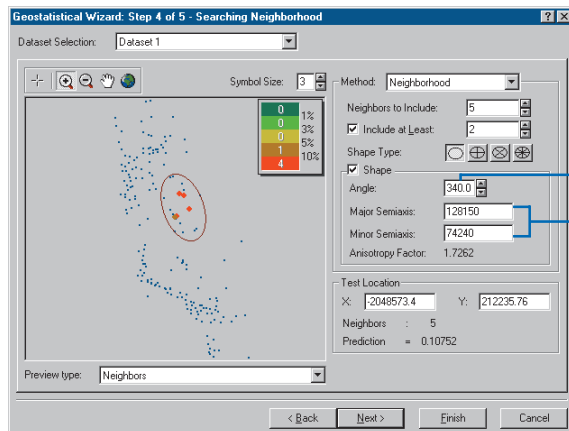 Geostatistical Wizard: Step 4 of 5 - Searching Neighborhood
Dataset Selection: Dataset 1
Symbol Size: 3
0
0
0
1
4
1%
3%
5%
10%
Preview type: Neighbors
Method: Neighborhood
Neighbors to Include: 5
Include at Least: 2
Shape Type:
Shape
Angle: 340.0
Major Semiaxis: 128150
Minor Semiaxis: 74240
Anisotropy Factor: 1.7262
Test Location
X: -2048573.4 Y: 212235.76
Neighbors : 5
Prediction = 0.10752
< Back Next > Finish Cancel